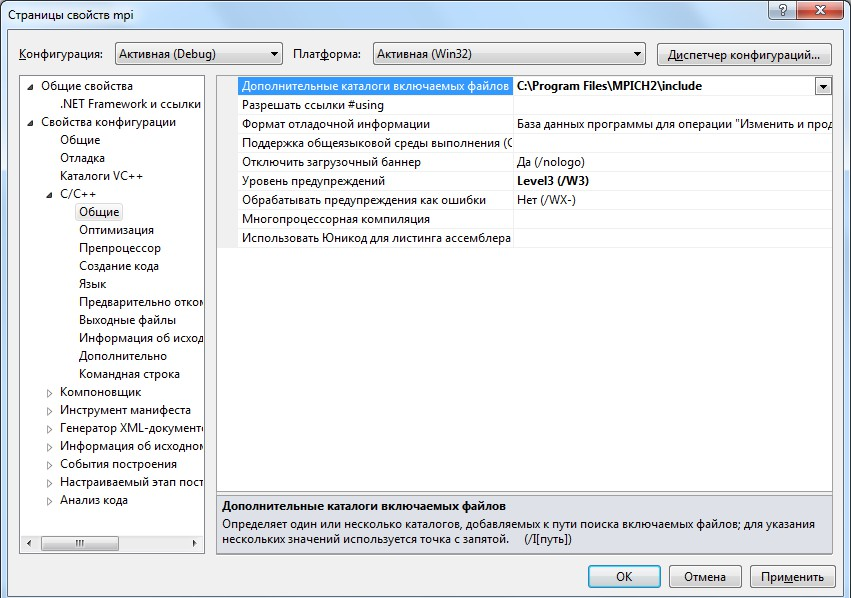 Страницы свойств mpi
Конфигурация: Активная (Debug) Платформа: Активная (Win32) Диспетчер конфигураций...
Общие свойства
.NET Framework и ссылки
Свойства конфигурации
Общие
Отладка
Каталоги VC++
C/C++
Общие
Оптимизация
Препроцессор
Создание кода
Язык
Предварительно отком
Выходные файлы
Информация об исход
Дополнительно
Командная строка
Компоновщик
Инструмент манифеста
Генератор XML-документ
Информация об исходном
События построения
Настраиваемый этап пост
Анализ кода
Дополнительные каталоги включаемых файлов C:\Program Files\MPICH2\include
Разрешать ссылки #using
Формат отладочной информации База данных программы для операции "Изменить и прод
Поддержка общеязыковой среды выполнения (C
Отключить загрузочный баннер Да (/nologo)
Уровень предупреждений Level3 (/W3)
Обрабатывать предупреждения как ошибки Нет (/WX-)
Многопроцессорная компиляция
Использовать Юникод для листинга ассемблера
Дополнительные каталоги включаемых файлов
Определяет один или несколько каталогов, добавляемых к пути поиска включаемых файлов; для указания
нескольких значений используется точка с запятой. (/I[путь])
ОК Отмена Применить